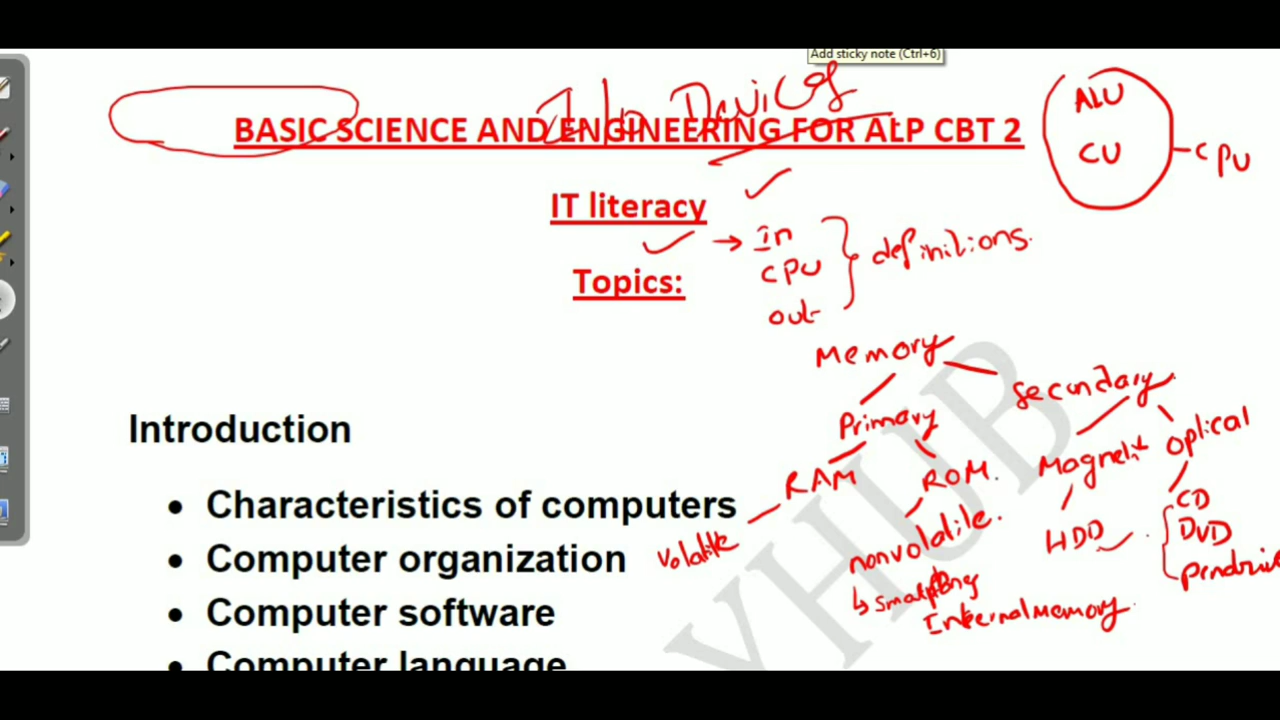 Add sticky note (Ctrl+6)
I/p Devices
BASIC SCIENCE AND ENGINEERING FOR ALP CBT 2
ALU
CU
CPU
IT literacy
Topics:
In
CPU
out
definitions.
Memory
Primary
Secondary
RAM
ROM.
Magnetic
optical
volatile
nonvolatile.
HDD
CD
DVD
Introduction
• Characteristics of computers
• Computer organization
• Computer software
• Computer language
Internal memory
YHUB